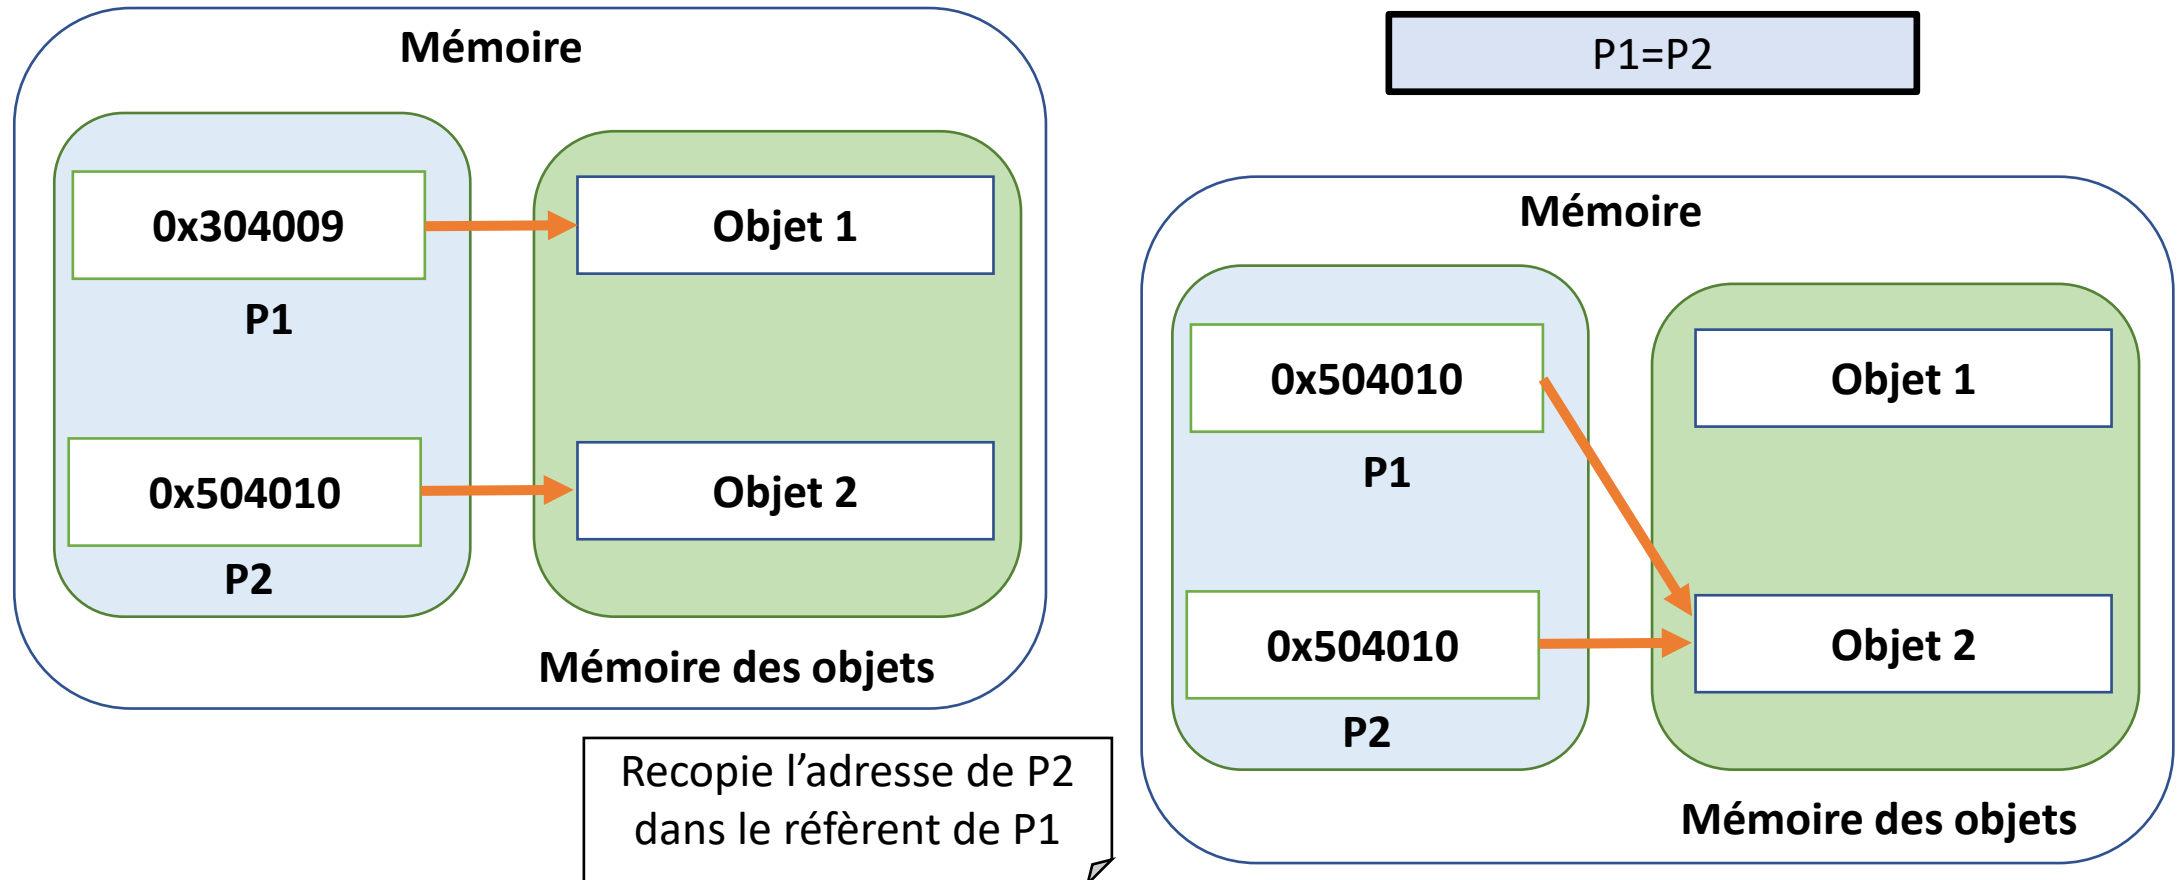 Mémoire
0x304009
Objet 1
P1
0x504010
Objet 2
P2
Mémoire des objets
Recopie l’adresse de P2
dans le réfèrent de P1
P1=P2
Mémoire
0x504010
Objet 1
P1
0x504010
Objet 2
P2
Mémoire des objets